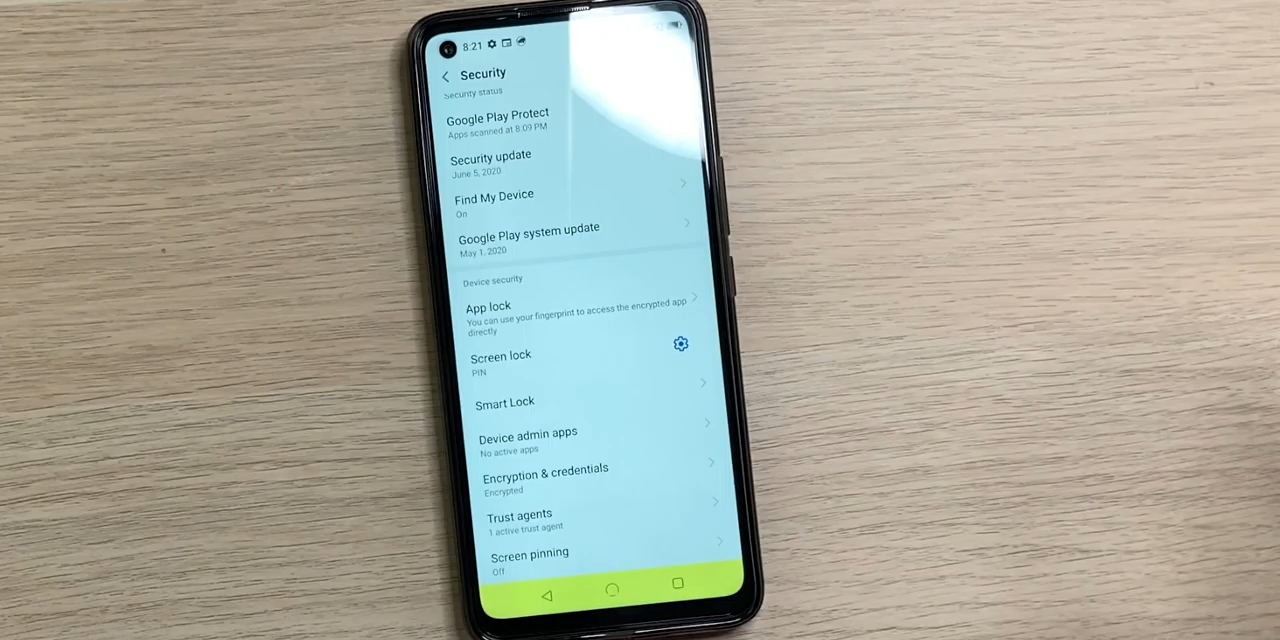 8:21
Security
Security status
Google Play Protect
Apps scanned at 8:09 PM
Security update
June 5, 2020
Find My Device
On
Google Play system update
May 1, 2020
Device security
App lock
You can use your fingerprint to access the encrypted app
directly
Screen lock
PIN
Smart Lock
Device admin apps
No active apps
Encryption & credentials
Encrypted
Trust agents
1 active trust agent
Screen pinning
Off